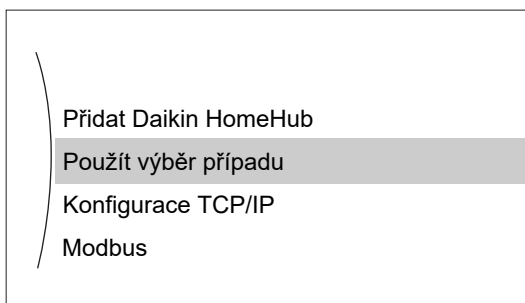 Přidat Daikin HomeHub
Použít výběr případu
Konfigurace TCP/IP
Modbus